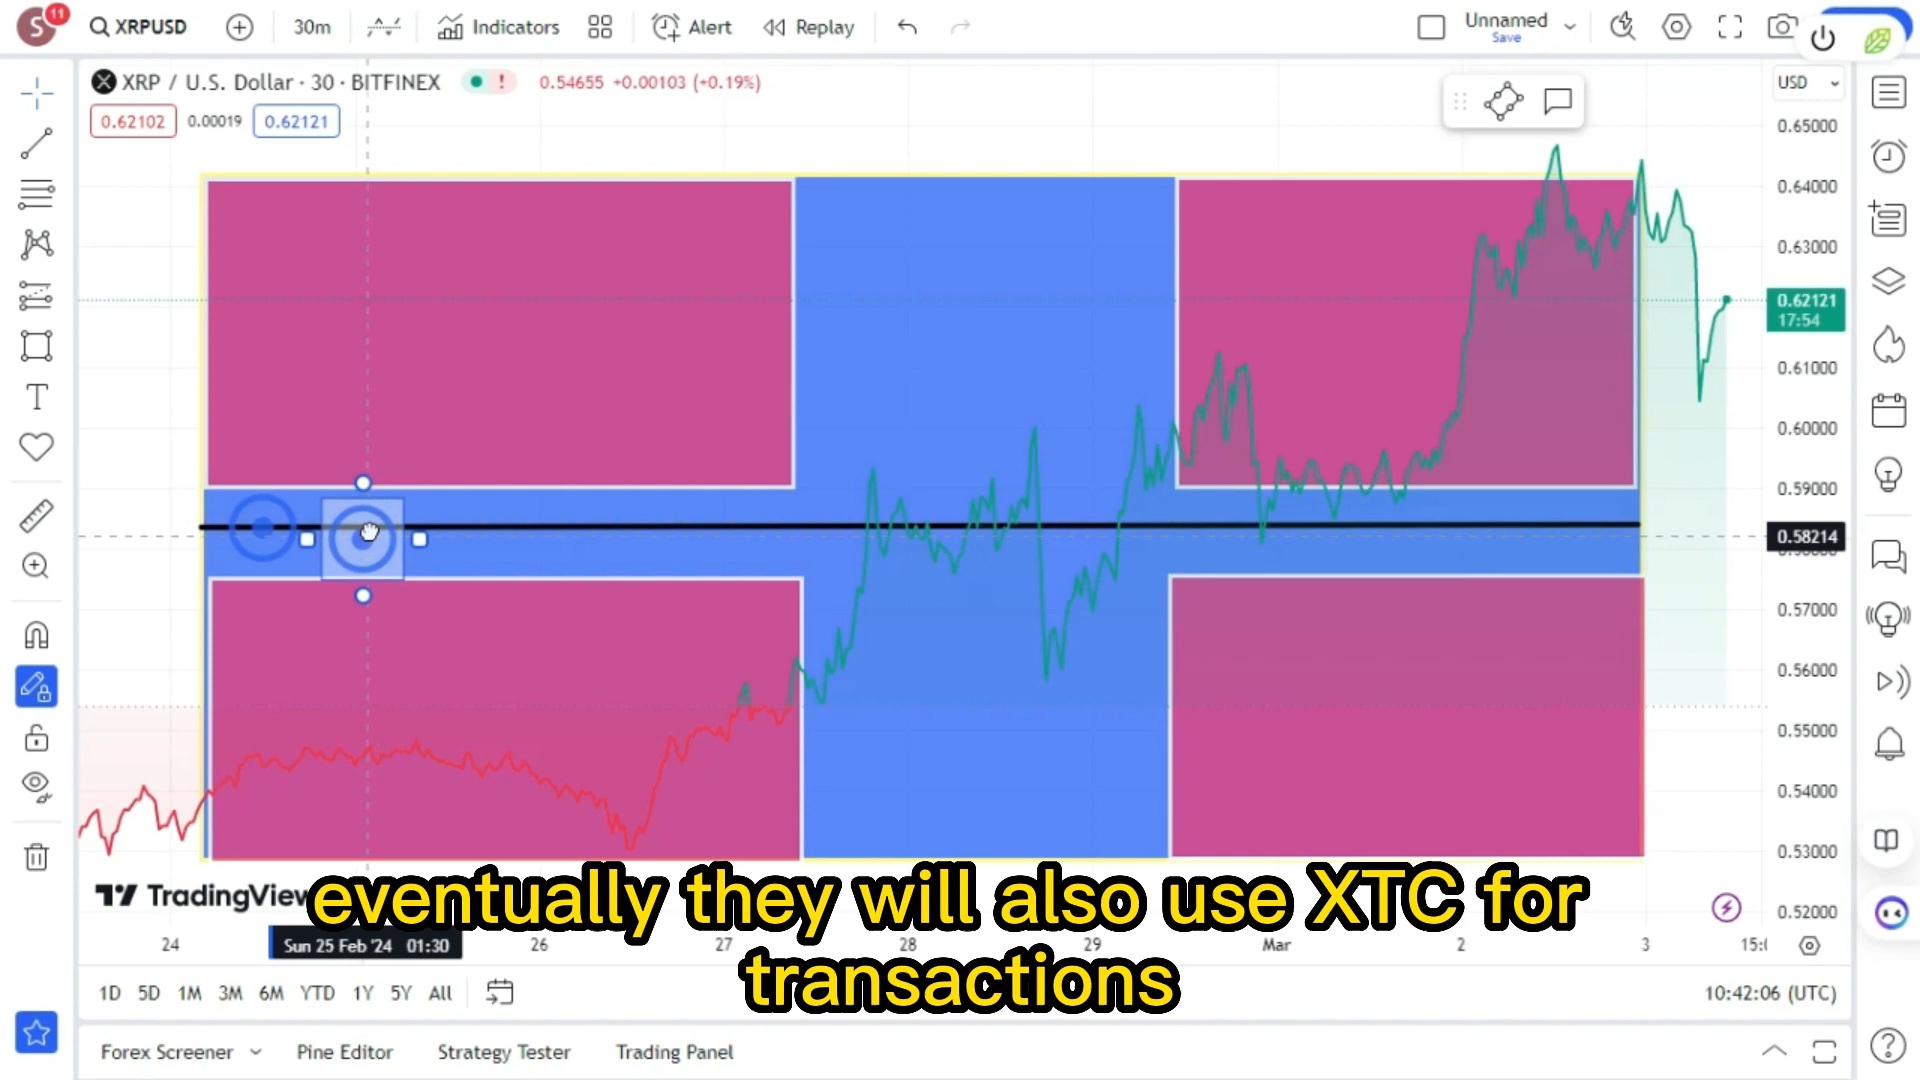 S 11 XRPUSD 30m Indicators Alert Replay Unnamed
Save
XRP / U.S. Dollar · 30 · BITFINEX ! 0.54655 +0.00103 (+0.19%) USD
0.62102 0.00019 0.62121
0.65000
0.64000
0.63000
0.62121
17:54
0.61000
0.60000
0.59000
0.58214
0.57000
0.56000
0.55000
0.54000
0.53000
0.52000
T
TradingView
eventually they will also use XTC for
transactions
24 Sun 25 Feb '24 01:30 26 27 28 29 Mar 2 3 15:0
1D 5D 1M 3M 6M YTD 1Y 5Y All 10:42:06 (UTC)
Forex Screener Pine Editor Strategy Tester Trading Panel